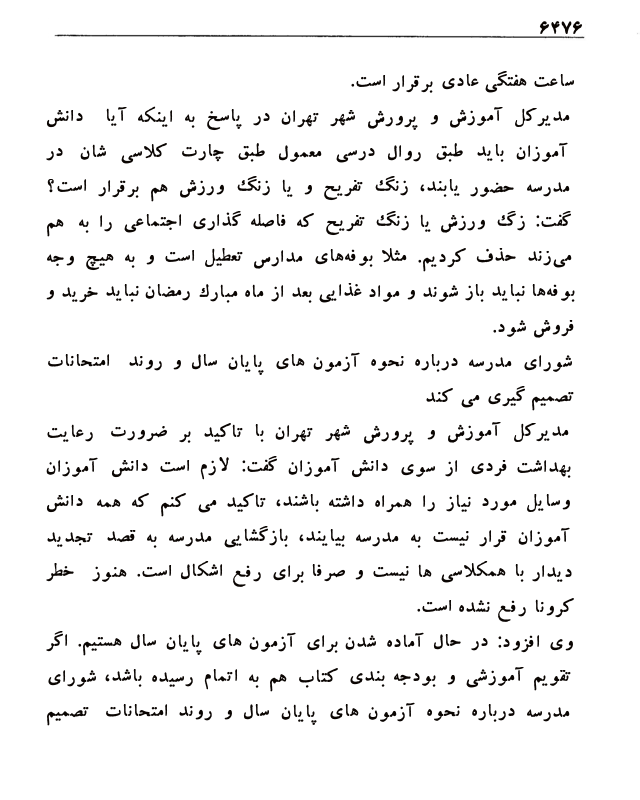 ۶۴۷۶
ساعت هفتگی عادی برقرار است.
مدیرکل آموزش و پرورش شهر تهران در پاسخ به اینکه آیا دانش
آموزان باید طبق روال درسی معمول طبق چارت کلاسی شان در
مدرسه حضور یابند، زنگ تفریح و یا زنگ ورزش هم برقرار است؟
گفت: زگ ورزش یا زنگ تفریح که فاصله گذاری اجتماعی را به هم
می‌زند حذف کردیم. مثلا بوفه‌های مدارس تعطیل است و به هیچ وجه
بوفه‌ها نباید باز شوند و مواد غذایی بعد از ماه مبارك رمضان نباید خرید و
فروش شود.
شورای مدرسه درباره نحوه آزمون های پایان سال و روند امتحانات
تصمیم گیری می کند
مدیرکل آموزش و پرورش شهر تهران با تاکید بر ضرورت رعایت
بهداشت فردی از سوی دانش آموزان گفت: لازم است دانش آموزان
وسایل مورد نیاز را همراه داشته باشند، تاکید می کنم که همه دانش
آموزان قرار نیست به مدرسه بیایند، بازگشایی مدرسه به قصد تجدید
دیدار با همکلاسی ها نیست و صرفا برای رفع اشکال است. هنوز خطر
کرونا رفع نشده است.
وی افزود: در حال آماده شدن برای آزمون های پایان سال هستیم. اگر
تقویم آموزشی و بودجه بندی کتاب هم به اتمام رسیده باشد، شورای
مدرسه درباره نحوه آزمون های پایان سال و روند امتحانات تصمیم